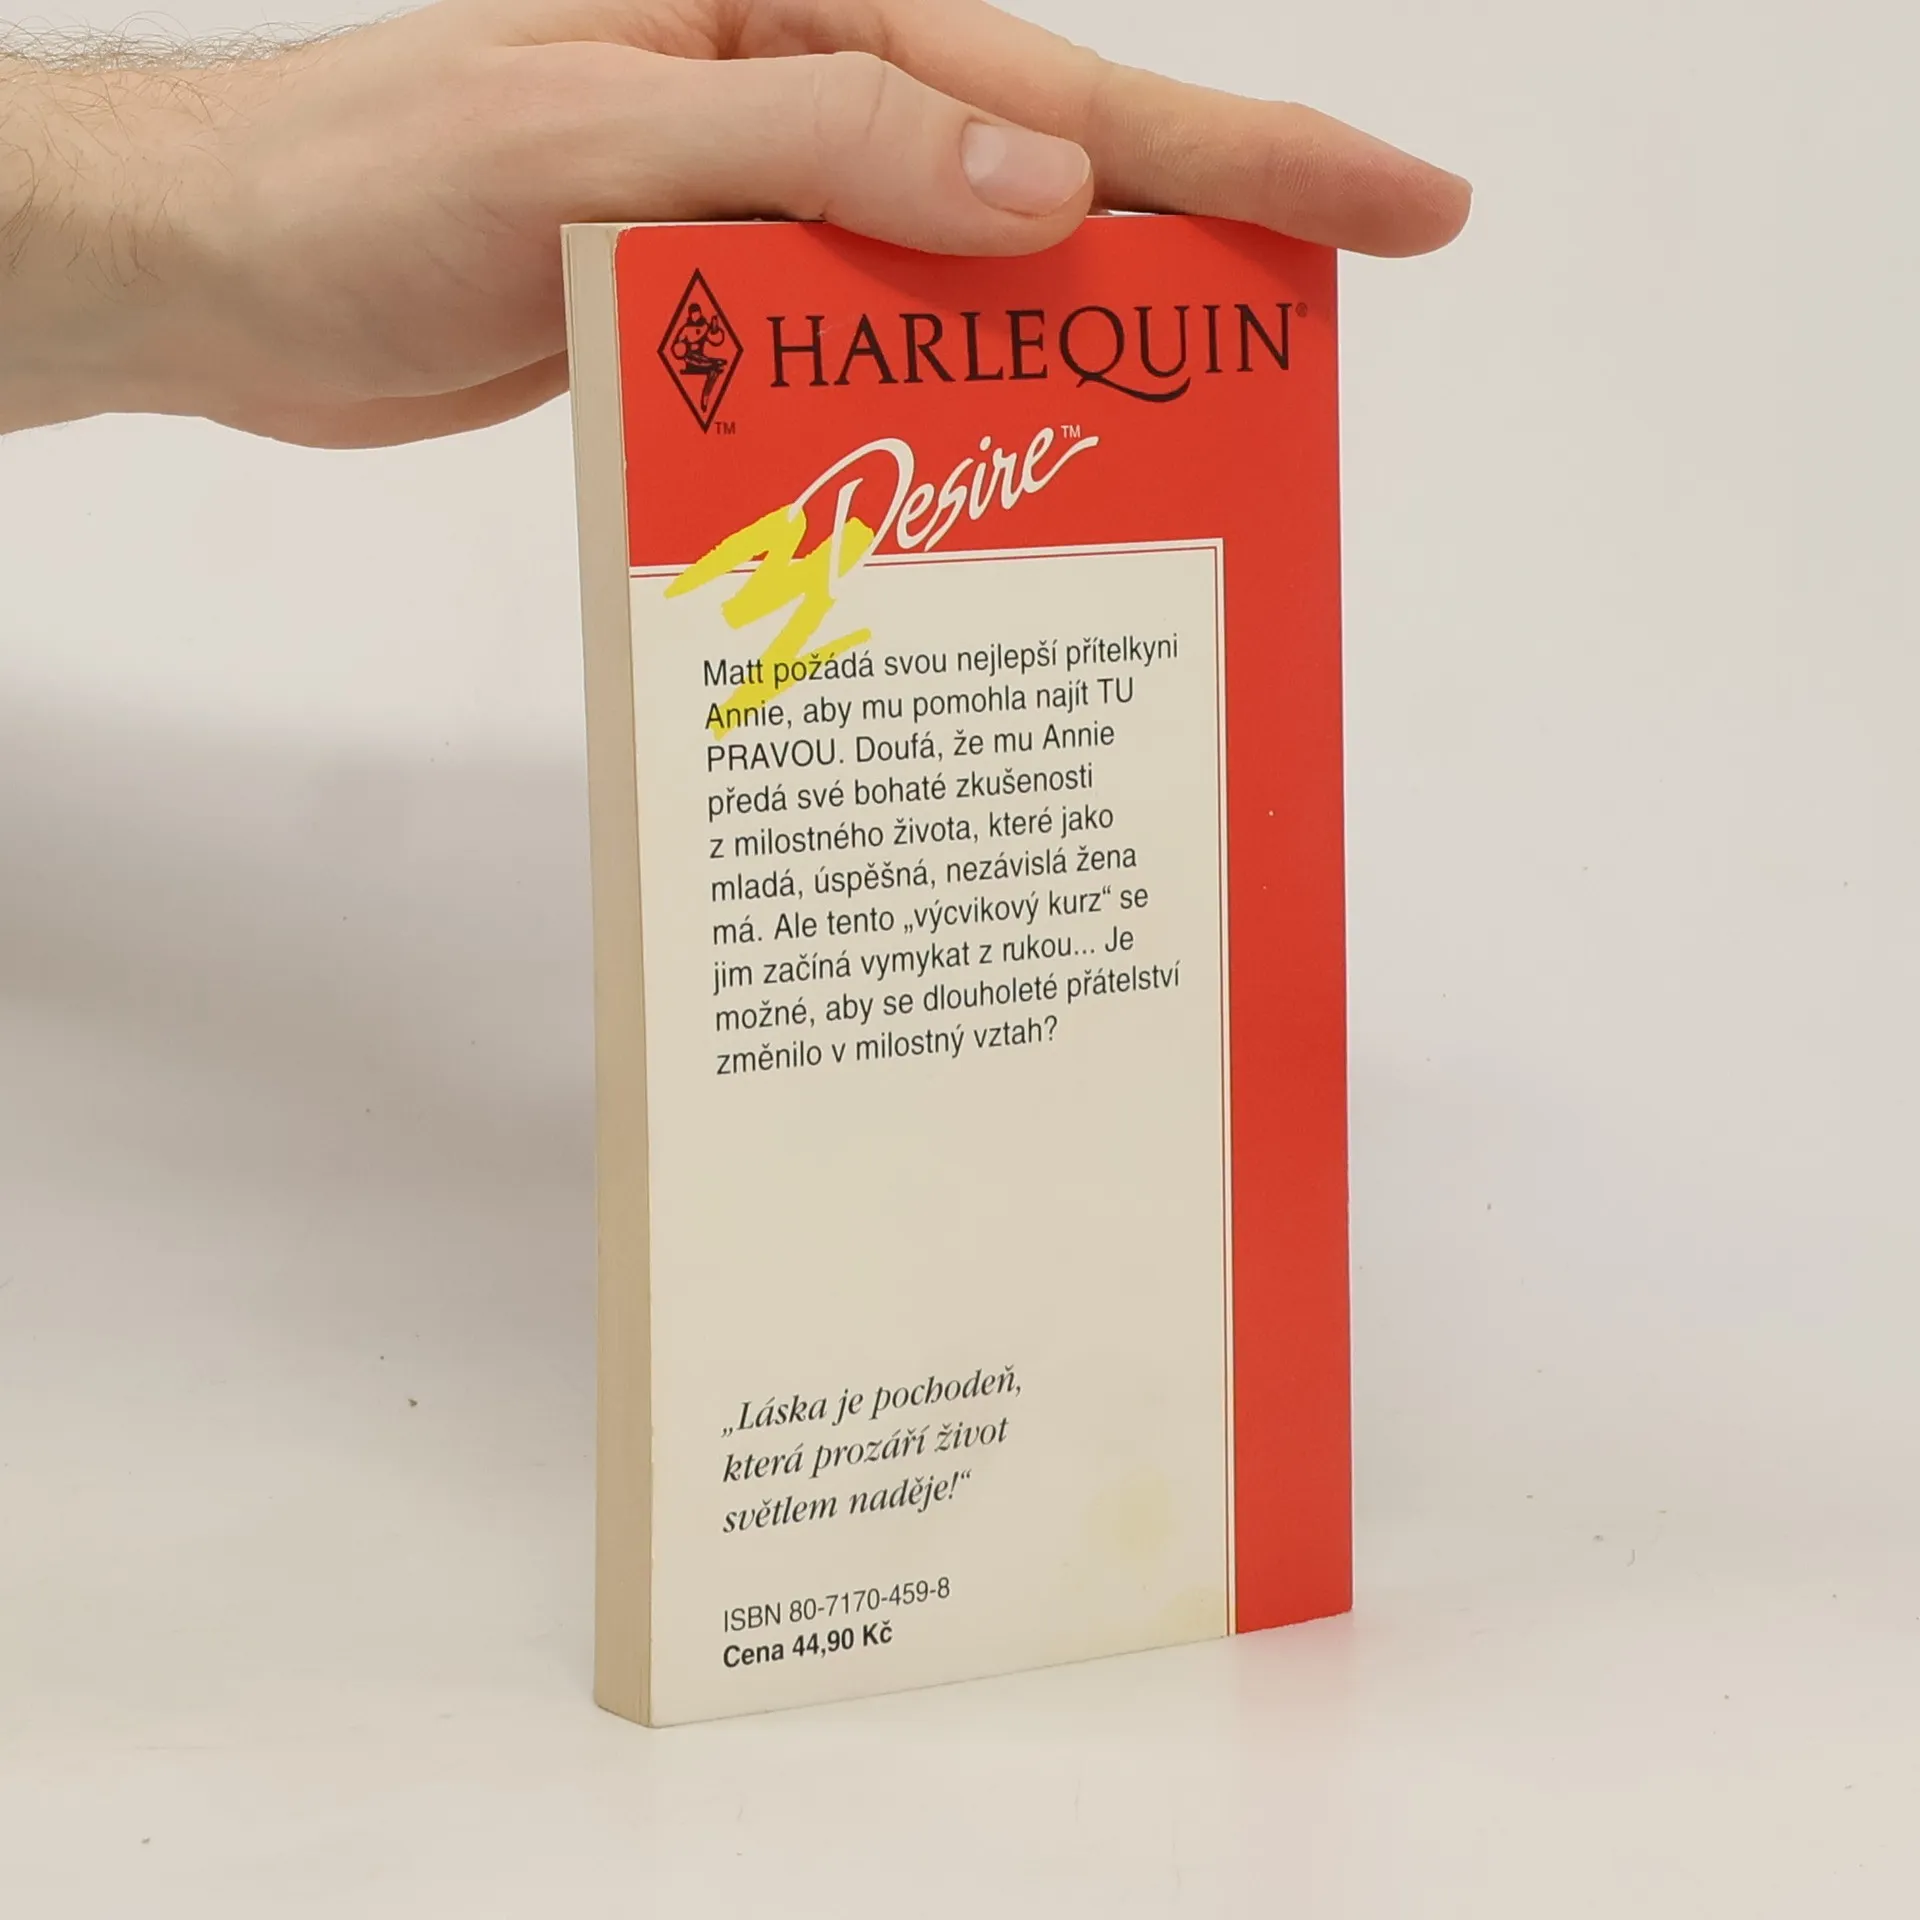 HARLEQUIN®
TM
Desire™
Matt požádá svou nejlepší přítelkyni
Annie, aby mu pomohla najít TU
PRAVOU. Doufá, že mu Annie
předá své bohaté zkušenosti
z milostného života, které jako
mladá, úspěšná, nezávislá žena
má. Ale tento „výcvikový kurz“ se
jim začíná vymykat z rukou... Je
možné, aby se dlouholeté přátelství
změnilo v milostný vztah?
„Láska je pochodeň,
která prozáří život
světlem naděje!“
ISBN 80-7170-459-8
Cena 44,90 Kč